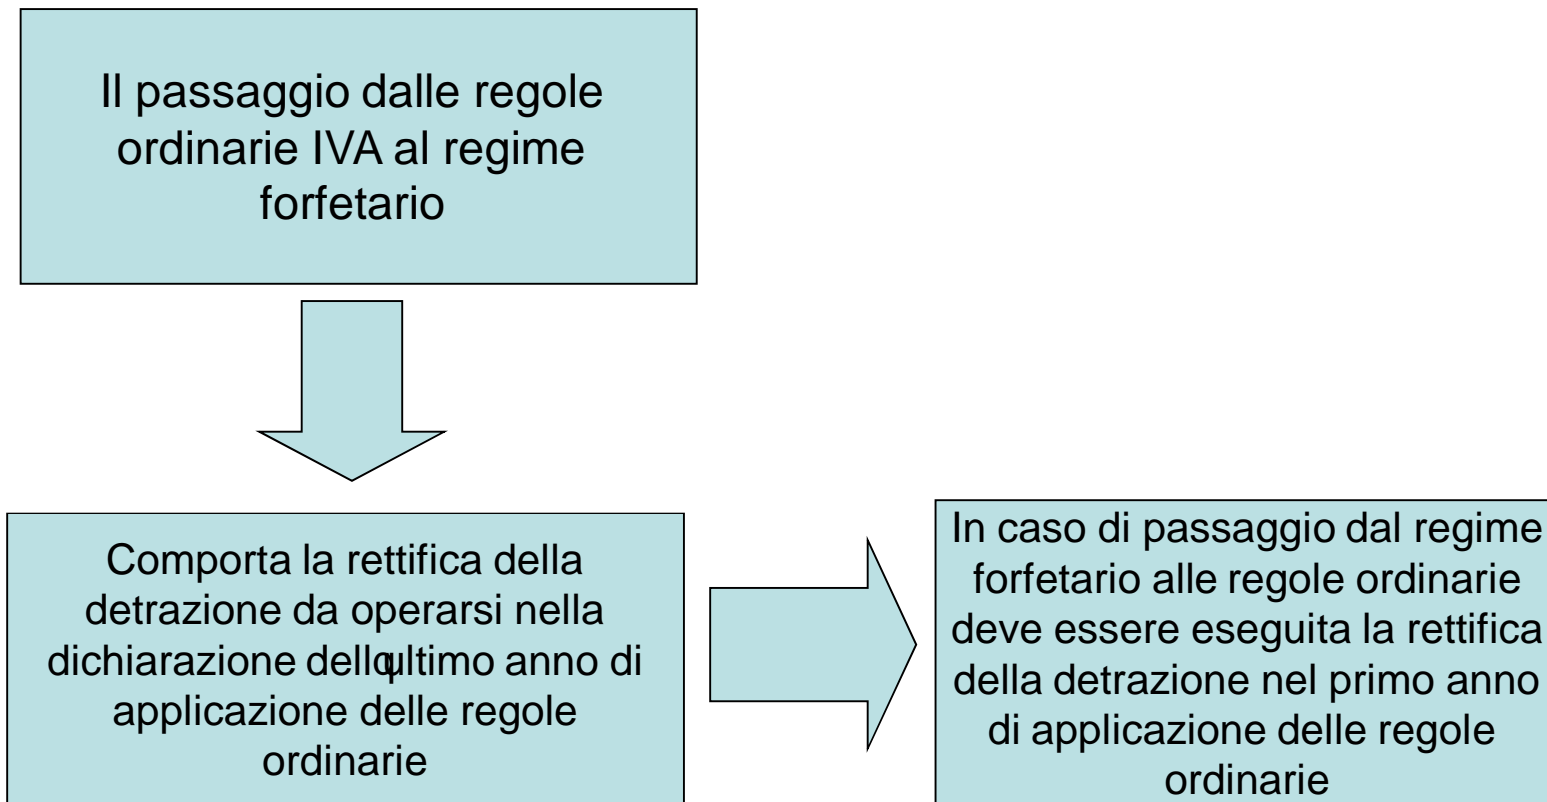 Il passaggio dalle regole
ordinarie IVA al regime
forfetario
Comporta la rettifica della
detrazione da operarsi nella
dichiarazione delloqultimo anno di
applicazione delle regole
ordinarie
In caso di passaggio dal regime
forfetario alle regole ordinarie
deve essere eseguita la rettifica
della detrazione nel primo anno
di applicazione delle regole
ordinarie